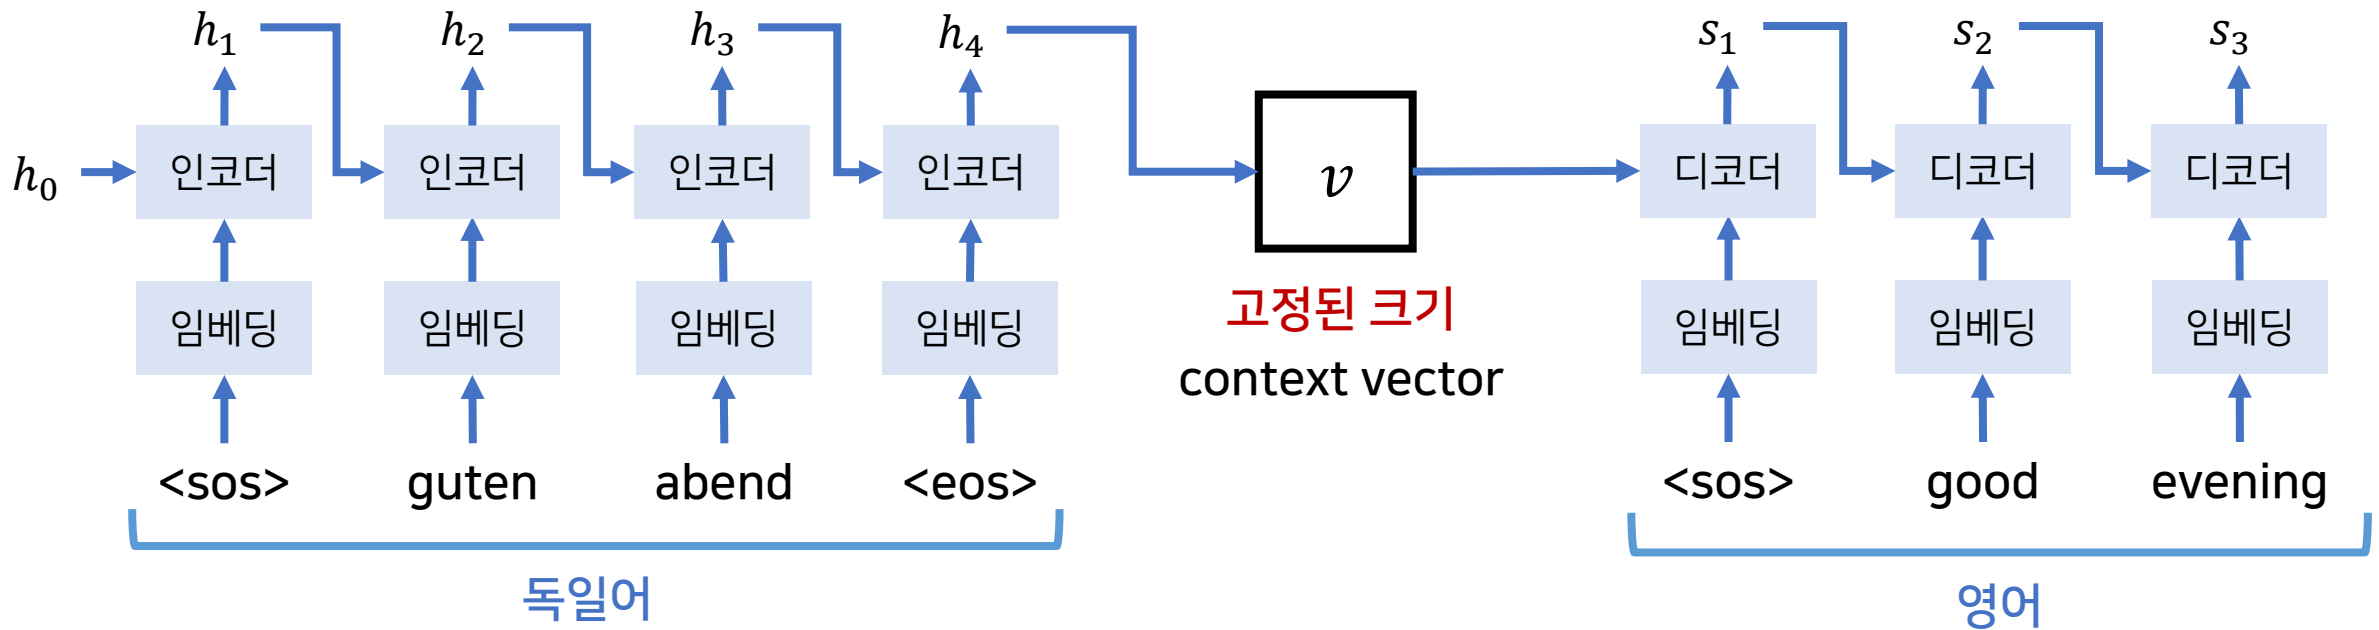 h₁ h₂ h₃ h₄ s₁ s₂ s₃
h₀ 인코더 인코더 인코더 인코더 v 디코더 디코더 디코더
임베딩 임베딩 임베딩 임베딩 고정된 크기 임베딩 임베딩 임베딩
context vector
<sos> guten abend <eos> <sos> good evening
독일어 영어